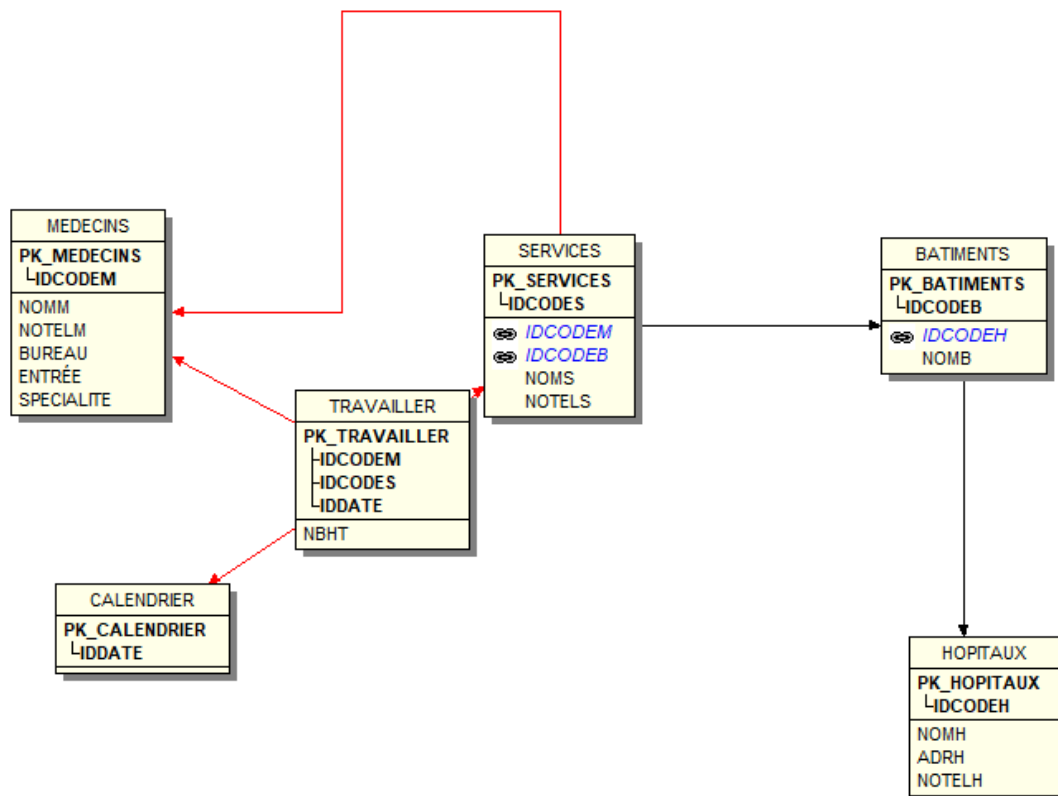 MEDECINS
PK_MEDECINS
IDCODEM
NOMM
NOTELM
BUREAU
ENTRÉE
SPECIALITE
SERVICES
PK_SERVICES
IDCODES
IDCODEM
IDCODEB
NOMS
NOTELS
BATIMENTS
PK_BATIMENTS
IDCODEB
IDCODEH
NOMB
TRAVAILLER
PK_TRAVAILLER
IDCODEM
IDCODES
IDDATE
NBHT
CALENDRIER
PK_CALENDRIER
IDDATE
HOPITAUX
PK_HOPITAUX
IDCODEH
NOMH
ADRH
NOTELH